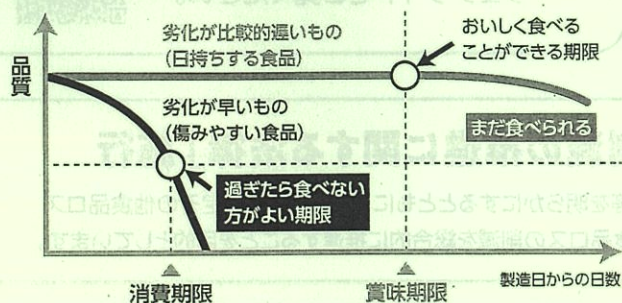 劣化が比較的遅いもの
(日持ちする食品)
おいしく食べる
ことができる期限
品質
劣化が早いもの
(傷みやすい食品)
まだ食べられる
過ぎたら食べない
方がよい期限
製造日からの日数
消費期限
賞味期限